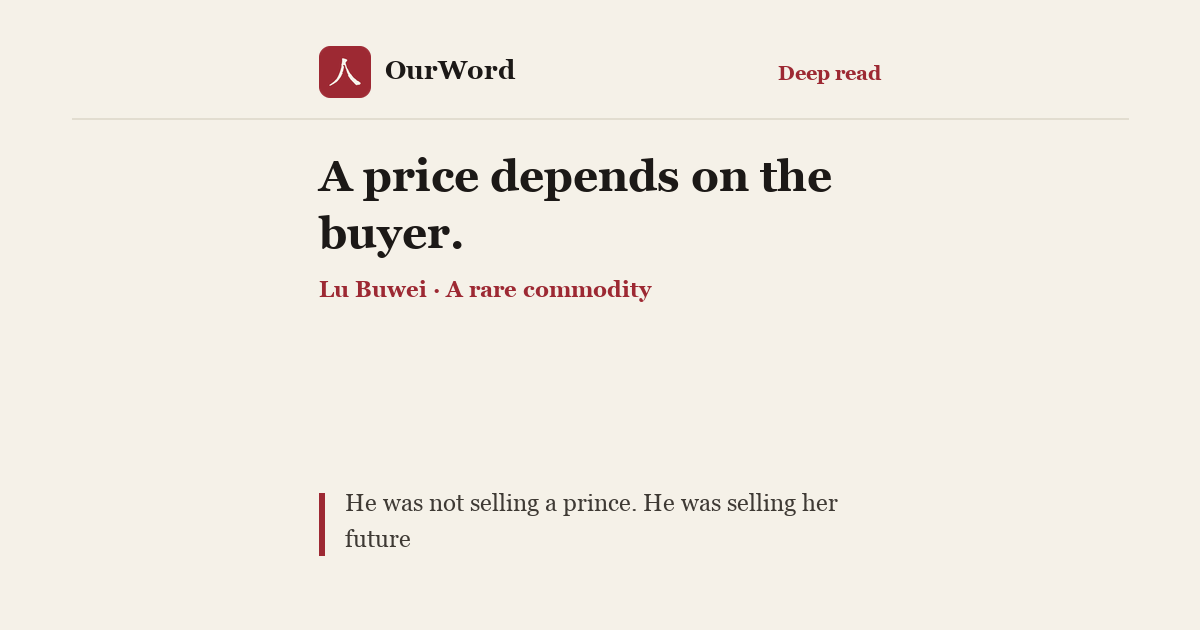 人 OurWord
Deep read
A price depends on the
buyer.
Lu Buwei · A rare commodity
He was not selling a prince. He was selling her
future